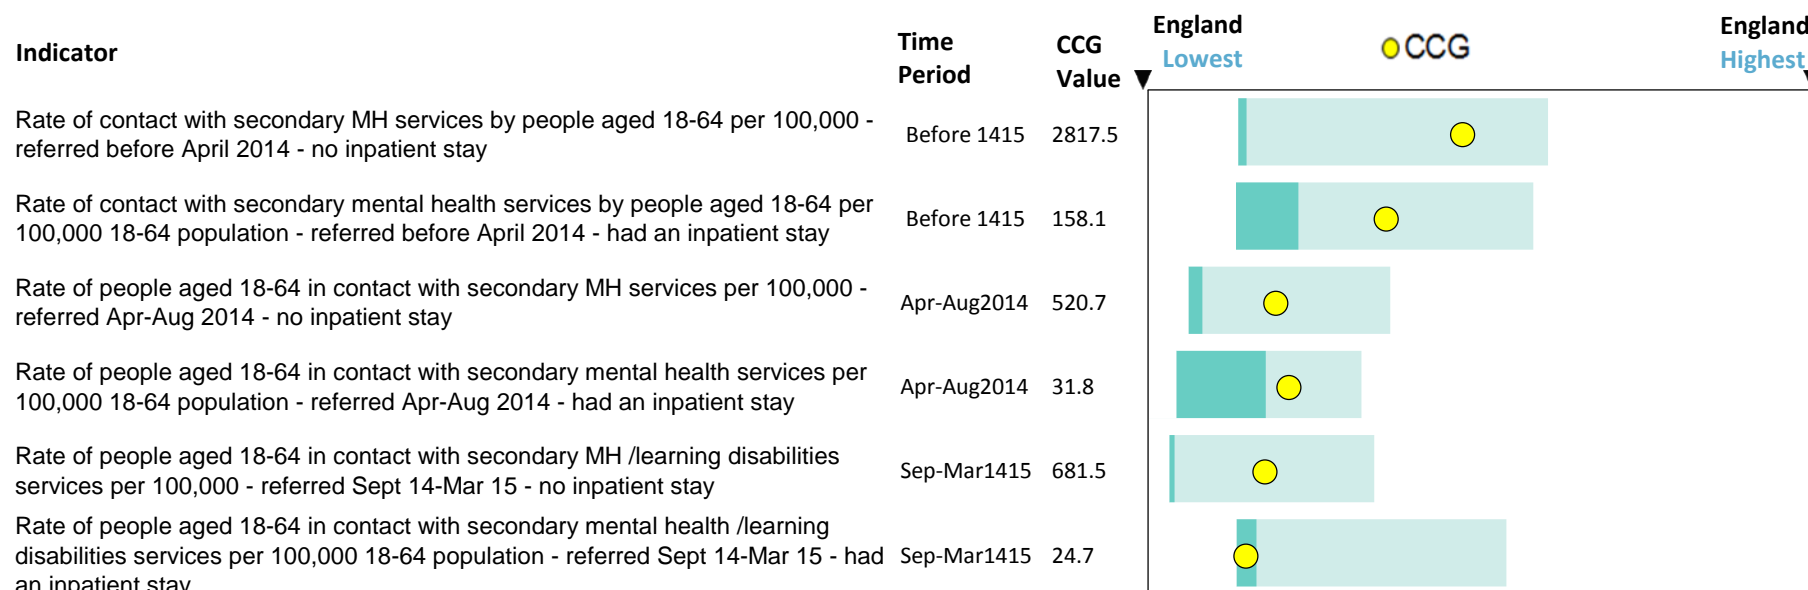 Indicator
Time Period
CCG Value
England Lowest
CCG
England Highest
Rate of contact with secondary MH services by people aged 18-64 per 100,000 -
referred before April 2014 - no inpatient stay
Before 1415
2817.5
Rate of contact with secondary mental health services by people aged 18-64 per
100,000 18-64 population - referred before April 2014 - had an inpatient stay
Before 1415
158.1
Rate of people aged 18-64 in contact with secondary MH services per 100,000 -
referred Apr-Aug 2014 - no inpatient stay
Apr-Aug2014
520.7
Rate of people aged 18-64 in contact with secondary mental health services per
100,000 18-64 population - referred Apr-Aug 2014 - had an inpatient stay
Apr-Aug2014
31.8
Rate of people aged 18-64 in contact with secondary MH /learning disabilities
services per 100,000 - referred Sept 14-Mar 15 - no inpatient stay
Sep-Mar1415
681.5
Rate of people aged 18-64 in contact with secondary mental health /learning
disabilities services per 100,000 18-64 population - referred Sept 14-Mar 15 - had
an inpatient stay
Sep-Mar1415
24.7